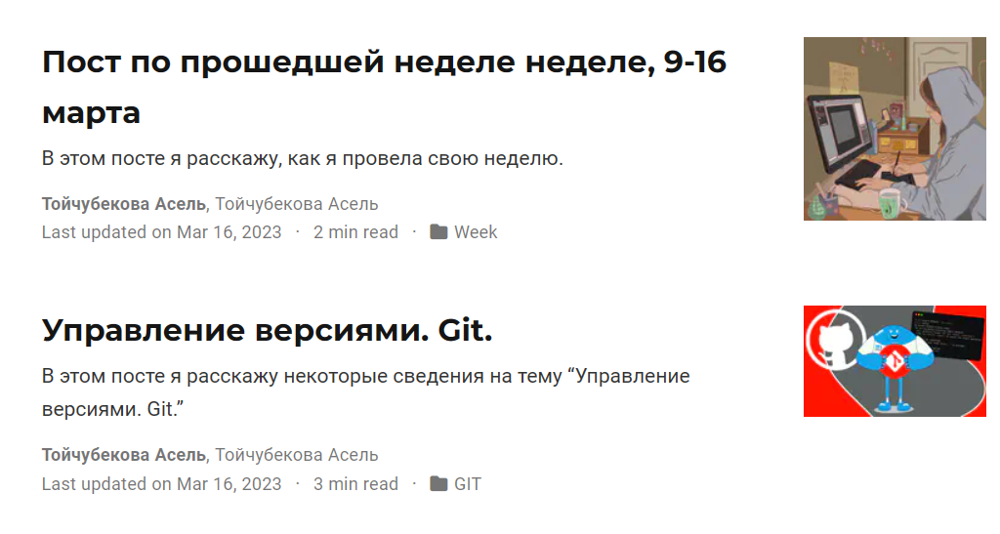 Пост по прошедшей неделе неделе, 9-16
марта
В этом посте я расскажу, как я провела свою неделю.
Тойчубекова Асель, Тойчубекова Асель
Last updated on Mar 16, 2023 · 2 min read · Week
Управление версиями. Git.
В этом посте я расскажу некоторые сведения на тему “Управление
версиями. Git.”
Тойчубекова Асель, Тойчубекова Асель
Last updated on Mar 16, 2023 · 3 min read · GIT